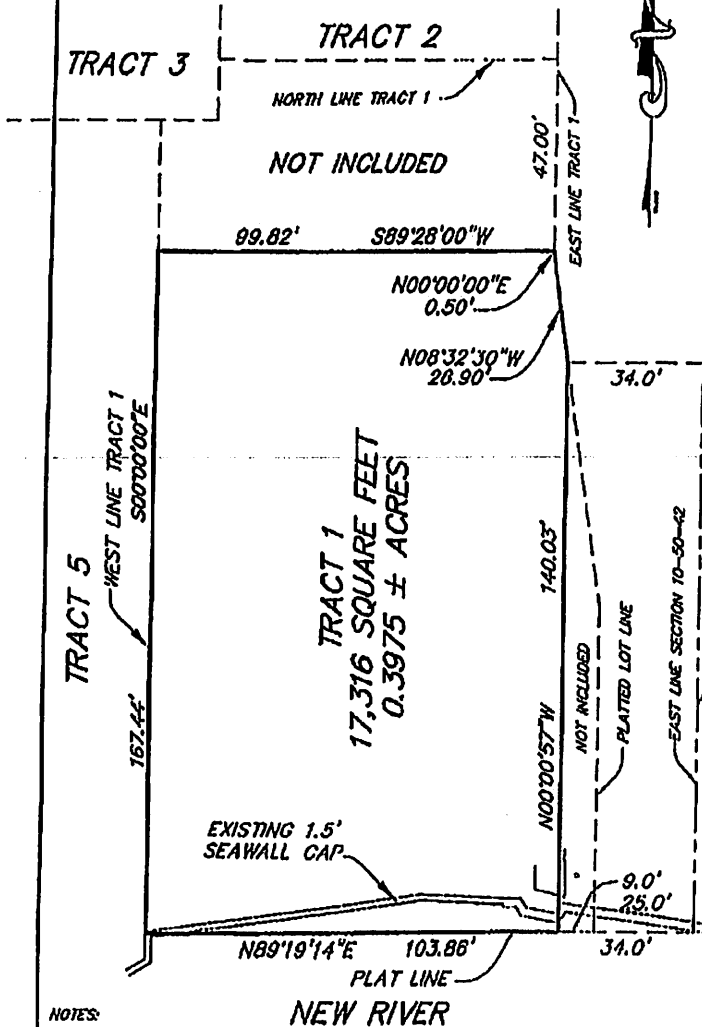 TRACT 2
TRACT 3
NORTH LINE TRACT 1
NOT INCLUDED
47.00'
EAST LINE TRACT 1
99.82' S89°28'00"W
N00°00'00"E
0.50'
N08°32'30"W
26.90'
34.0'
WEST LINE TRACT 1
S00°00'00"E
TRACT 1
17,316 SQUARE FEET
0.3975 ± ACRES
140.03'
TRACT 5
NOT INCLUDED
PLATTED LOT LINE
EAST LINE SECTION 10-50-42
167.44'
N00°00'57"W
EXISTING 1.5'
SEAWALL CAP
9.0'
25.0'
N89°19'14"E 103.86'
34.0'
PLAT LINE
NOTES:
NEW RIVER